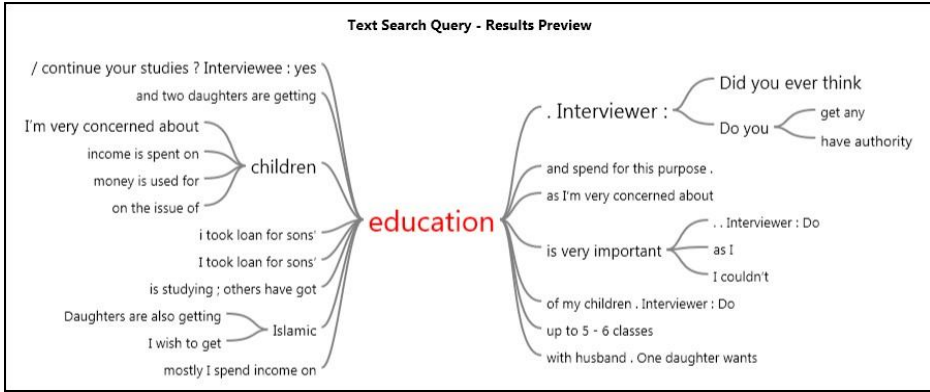 Text Search Query - Results Preview
/ continue your studies ? Interviewee : yes
and two daughters are getting
I'm very concerned about
income is spent on
money is used for
on the issue of
children
i took loan for sons'
I took loan for sons'
is studying ; others have got
Daughters are also getting
I wish to get
Islamic
mostly I spend income on
education
. Interviewer :
Did you ever think
Do you
get any
have authority
and spend for this purpose .
as I'm very concerned about
is very important
. . Interviewer : Do
as I
I couldn't
of my children . Interviewer : Do
up to 5 - 6 classes
with husband . One daughter wants